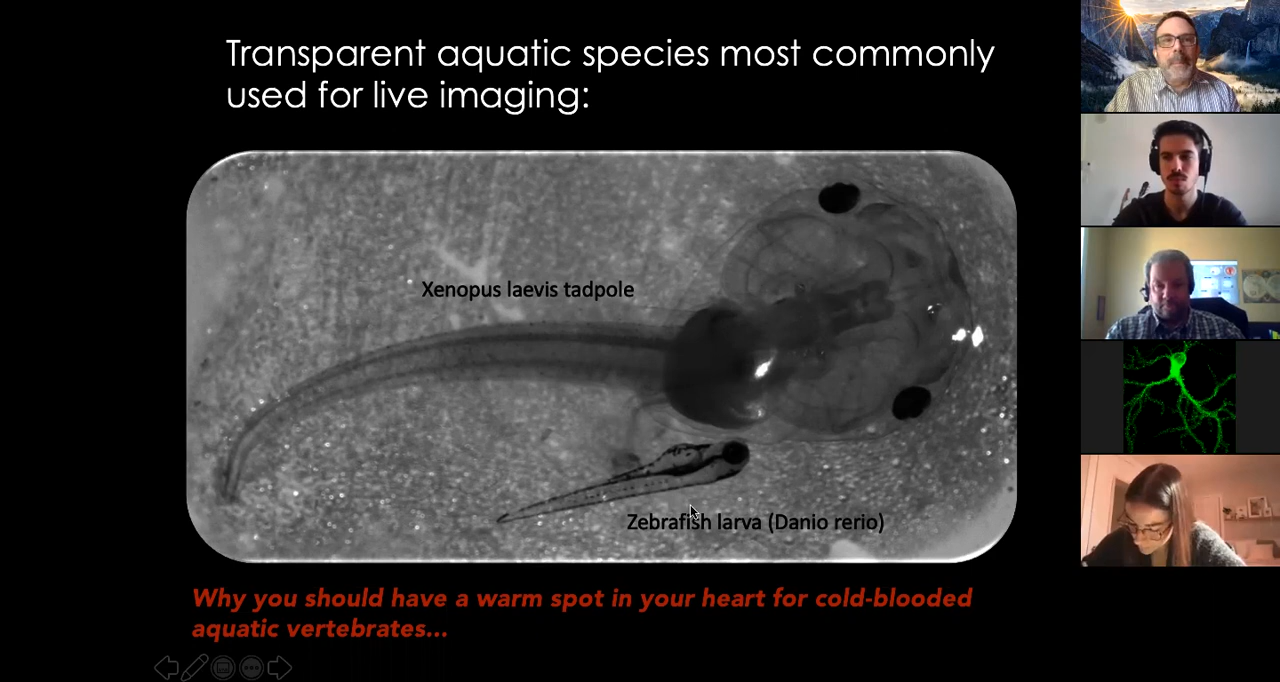 Transparent aquatic species most commonly
used for live imaging:
Xenopus laevis tadpole
Zebrafish larva (Danio rerio)
Why you should have a warm spot in your heart for cold-blooded
aquatic vertebrates...